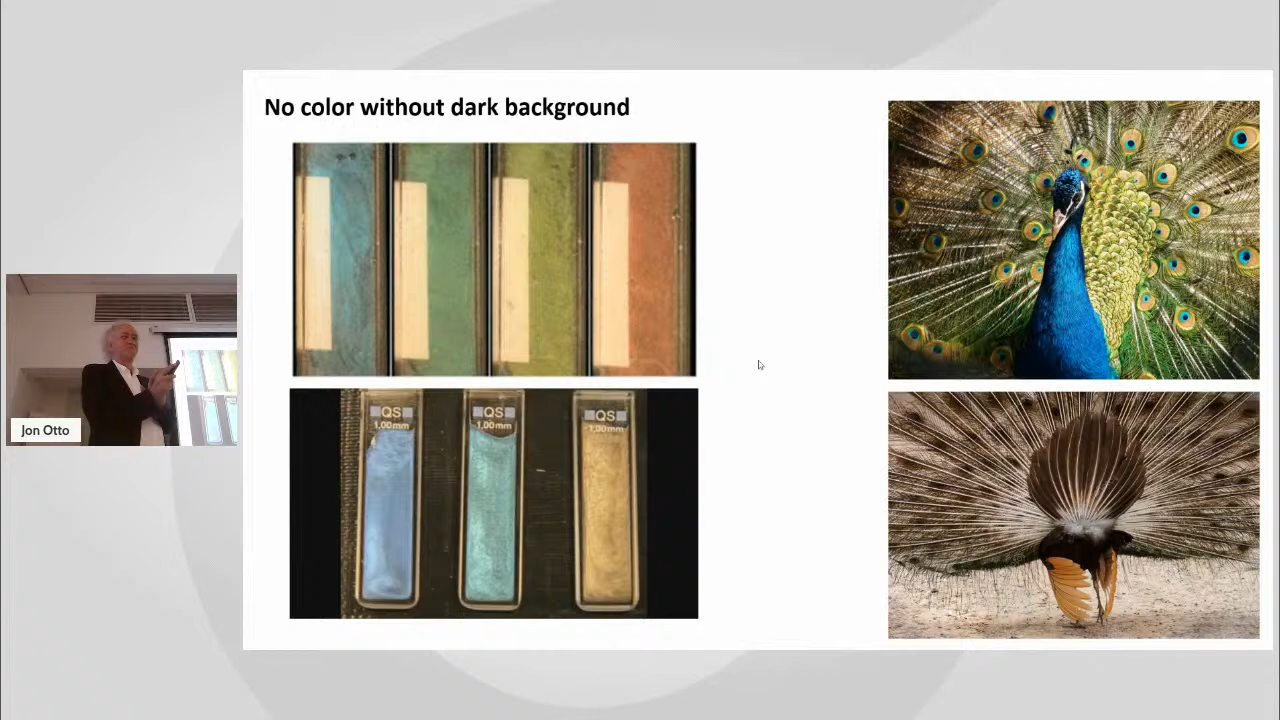 No color without dark background
QS
1,00mm
QS
1,00mm
QS
1,00mm
Jon Otto